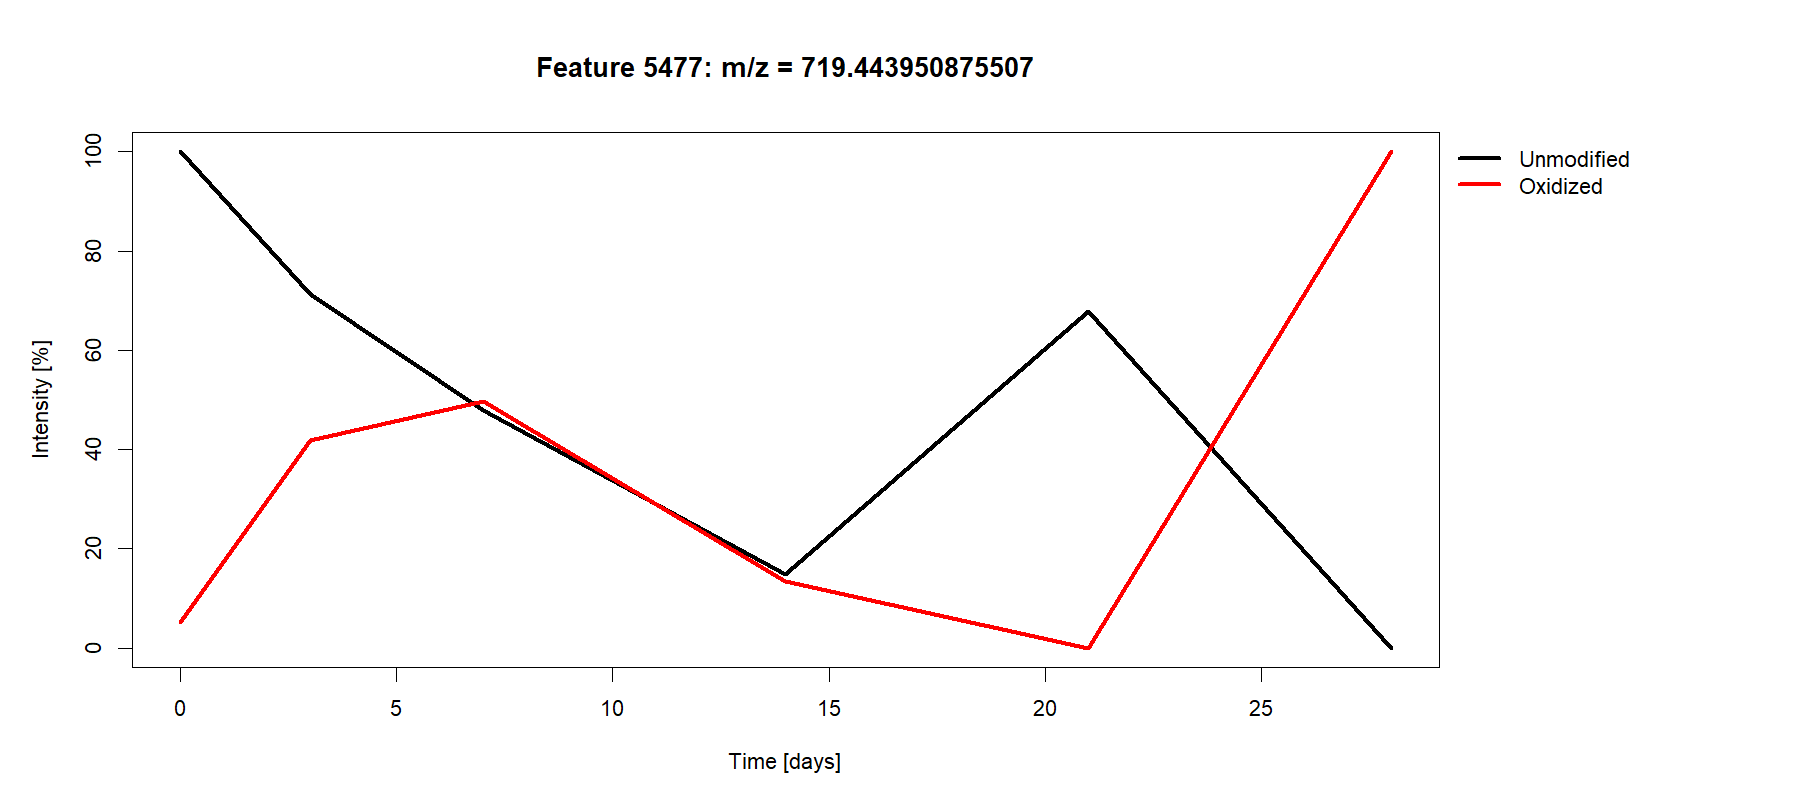 Feature 5477: m/z = 719.443950875507
Unmodified
Oxidized
Intensity [%]
100
80
60
40
20
0
0 5 10 15 20 25
Time [days]